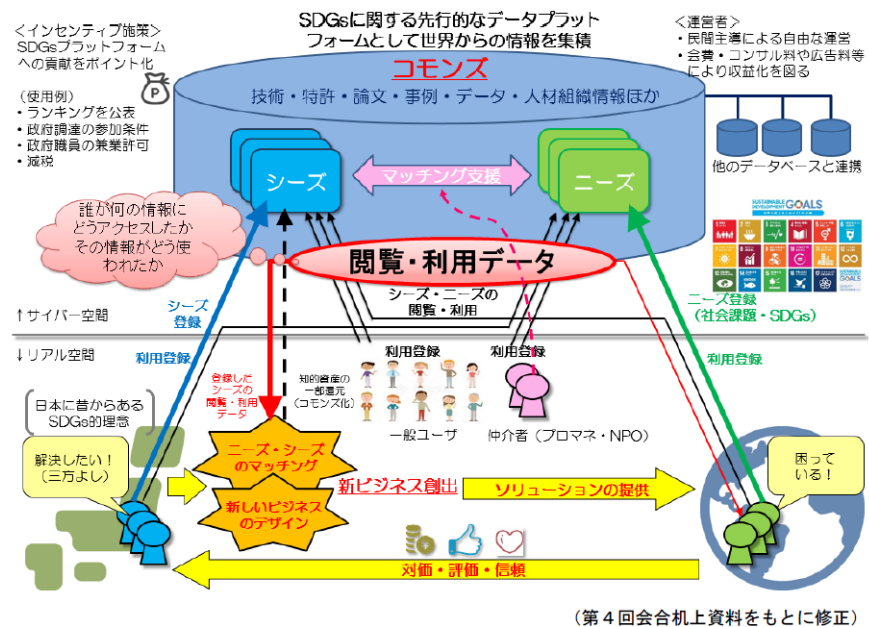 SDGsに関する先行的なデータプラット
フォームとして世界からの情報を集積
<インセンティブ施策>
SDGsプラットフォーム
への貢献をポイント化
(使用例)
・ランキングを公表
・政府調達の参加条件
・政府職員の兼業許可
・減税
P
<運営者>
・民間主導による自由な運営
・会費・コンサル料や広告料等
により収益化を図る
他のデータベースと連携
コモンズ
技術・特許・論文・事例・データ・人材組織情報ほか
シーズ
マッチング支援
ニーズ
誰が何の情報に
どうアクセスしたか
その情報がどう使
われたか
閲覧・利用データ
シーズ・ニーズの
閲覧・利用
SUSTAINABLE
DEVELOPMENT GOALS
シーズ
登録
ニーズ登録
(社会課題・SDGs)
↑サイバー空間
↓リアル空間
利用登録
利用登録
利用登録
利用登録
登録した
シーズの
閲覧・利用
データ
知的資産の
一部還元
(コモンズ化)
一般ユーザ
仲介者(プロマネ・NPO)
日本に昔からある
SDGs的理念
解決したい!
(三方よし)
ニーズ・シーズ
のマッチング
新しいビジネス
のデザイン
新ビジネス創出
ソリューションの提供
困って
いる!
対価・評価・信頼
(第4回会合机上資料をもとに修正)